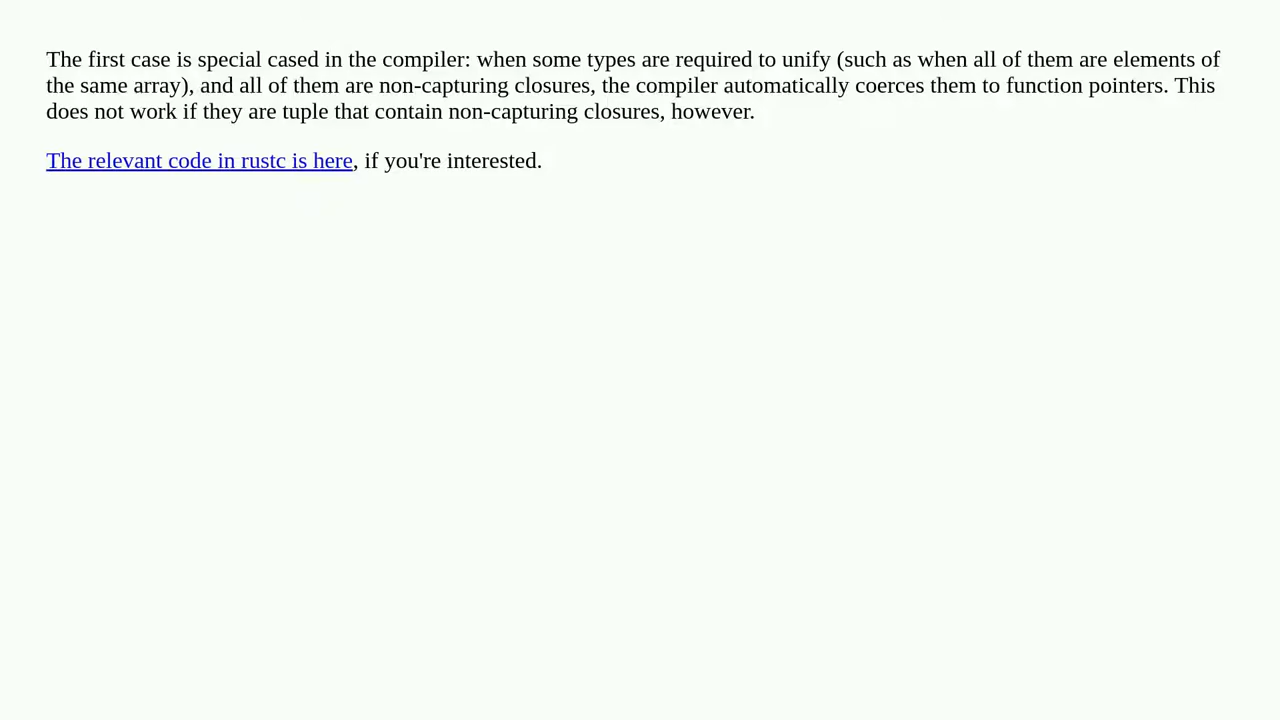 The first case is special cased in the compiler: when some types are required to unify (such as when all of them are elements of
the same array), and all of them are non-capturing closures, the compiler automatically coerces them to function pointers. This
does not work if they are tuple that contain non-capturing closures, however.
The relevant code in rustc is here, if you're interested.